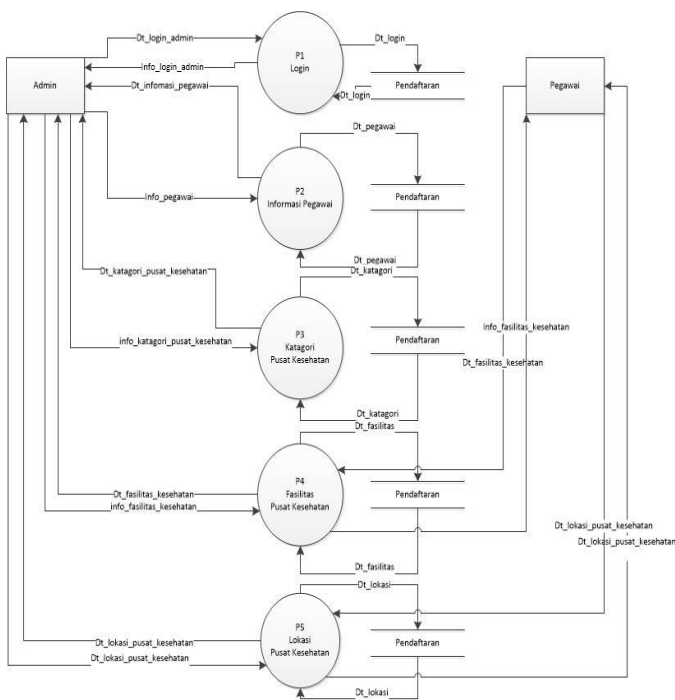 Dt_login_admin
P1
Login
Dt_login
Info_login_admin
Admin
Dt_infomasi_pegawai
Pendaftaran
Dt_login
Pegawai
Dt_pegawai
P2
Informasi Pegawai
Info_pegawai
Pendaftaran
Dt_pegawai
Dt_katagori
Dt_katagori_pusat_kesehatan
P3
Katagori
Pusat Kesehatan
info_katagori_pusat_kesehatan
Pendaftaran
Info_fasilitas_kesehatan
Dt_fasilitas_kesehatan
Dt_katagori
Dt_fasilitas
P4
Fasilitas
Pusat Kesehatan
Dt_fasilitas_kesehatan
info_fasilitas_kesehatan
Pendaftaran
Dt_lokasi_pusat_kesehatan
Dt_lokasi_pusat_kesehatan
Dt_fasilitas
Dt_lokasi
P5
Lokasi
Pusat Kesehatan
Dt_lokasi_pusat_kesehatan
Dt_lokasi_pusat_kesehatan
Pendaftaran
Dt_lokasi